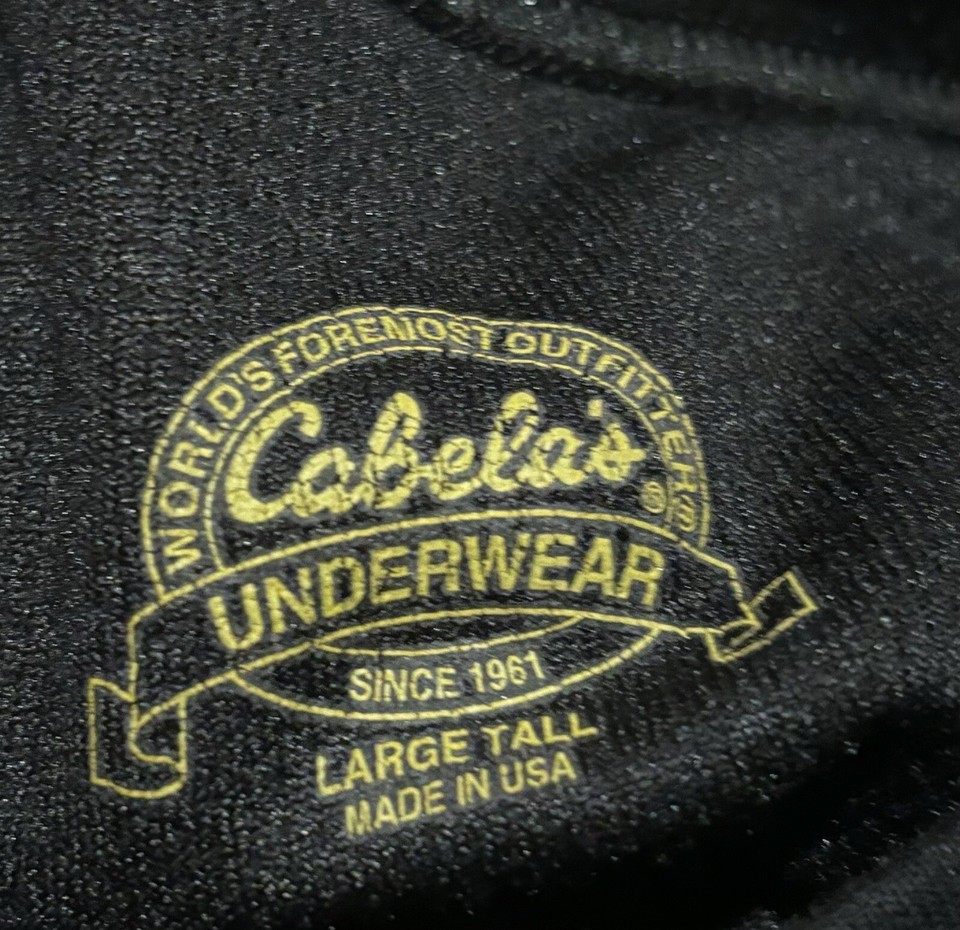 WORLD'S FOREMOST OUTFITTER®
Cabela's®
UNDERWEAR
SINCE 1961
LARGE TALL
MADE IN USA